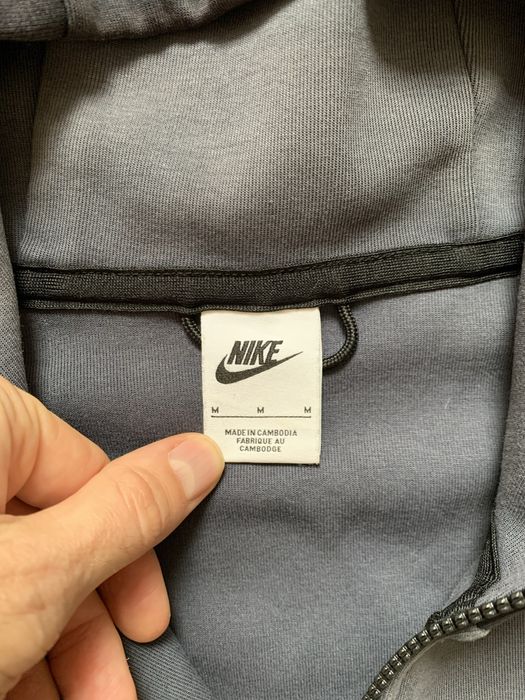 NIKE
M M M
MADE IN CAMBODIA
FABRIQUE AU
CAMBODGE